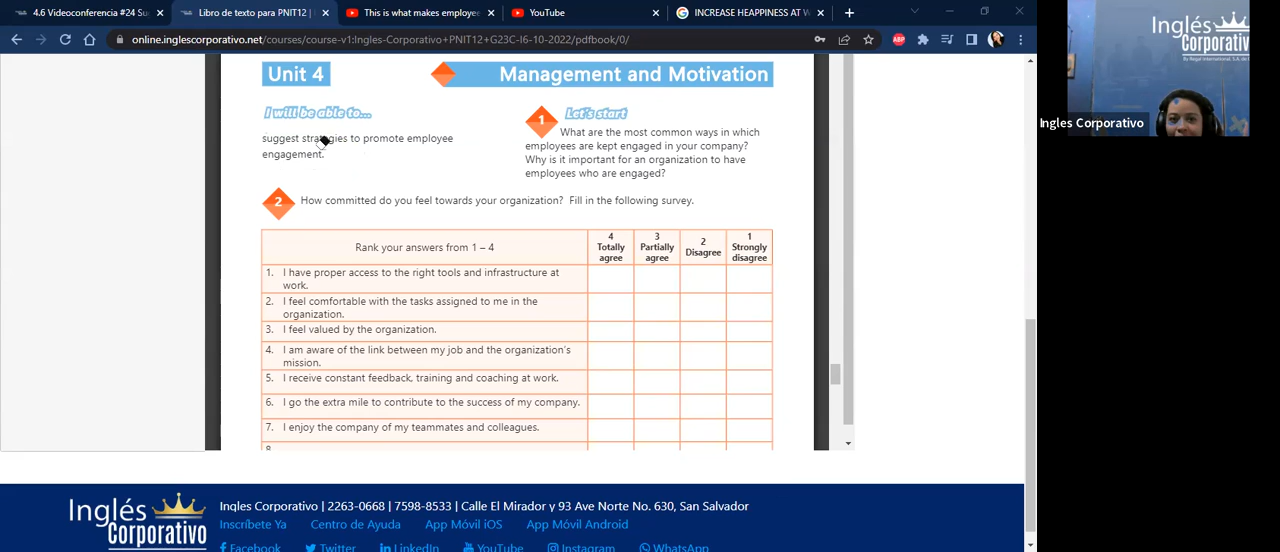 4.6 Videoconferencia #24 Su
Libro de texto para PNIT12 |
This is what makes employee
YouTube
INCREASE HEAPPINESS AT W
online.inglescorporativo.net/courses/course-v1:Ingles-Corporativo+PNIT12+G23C-I6-10-2022/pdfbook/0/
ABP
Unit 4
Management and Motivation
I will be able to...
suggest strategies to promote employee
engagement.
1
Let's start
What are the most common ways in which
employees are kept engaged in your company?
Why is it important for an organization to have
employees who are engaged?
2
How committed do you feel towards your organization? Fill in the following survey.
Rank your answers from 1 – 4
4
Totally
agree
3
Partially
agree
2
Disagree
1
Strongly
disagree
1. I have proper access to the right tools and infrastructure at
work.
2. I feel comfortable with the tasks assigned to me in the
organization.
3. I feel valued by the organization.
4. I am aware of the link between my job and the organization's
mission.
5. I receive constant feedback, training and coaching at work.
6. I go the extra mile to contribute to the success of my company.
7. I enjoy the company of my teammates and colleagues.
8.
Inglés
Corporativo
Ingles Corporativo | 2263-0668 | 7598-8533 | Calle El Mirador y 93 Ave Norte No. 630, San Salvador
Inscríbete Ya
Centro de Ayuda
App Móvil iOS
App Móvil Android
Facebook
Twitter
LinkedIn
YouTube
Instagram
WhatsApp
Inglés
Corporativo
By Regal International, S.A. de
Ingles Corporativo